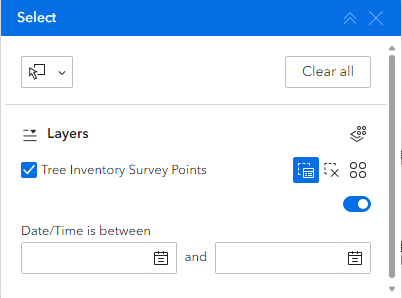 Select
Clear all
Layers
Tree Inventory Survey Points
Date/Time is between
and